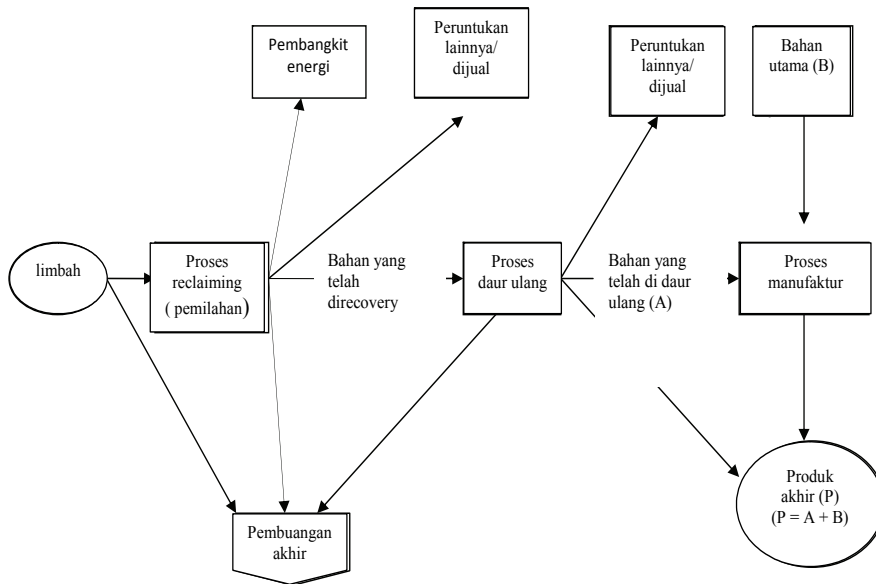 Pembangkit
energi
Peruntukan
lainnya/
dijual
Peruntukan
lainnya/
dijual
Bahan
utama (B)
limbah
Proses
reclaiming
( pemilahan)
Bahan yang
telah
direcovery
Proses
daur ulang
Bahan yang
telah di daur
ulang (A)
Proses
manufaktur
Pembuangan
akhir
Produk
akhir (P)
(P = A + B)